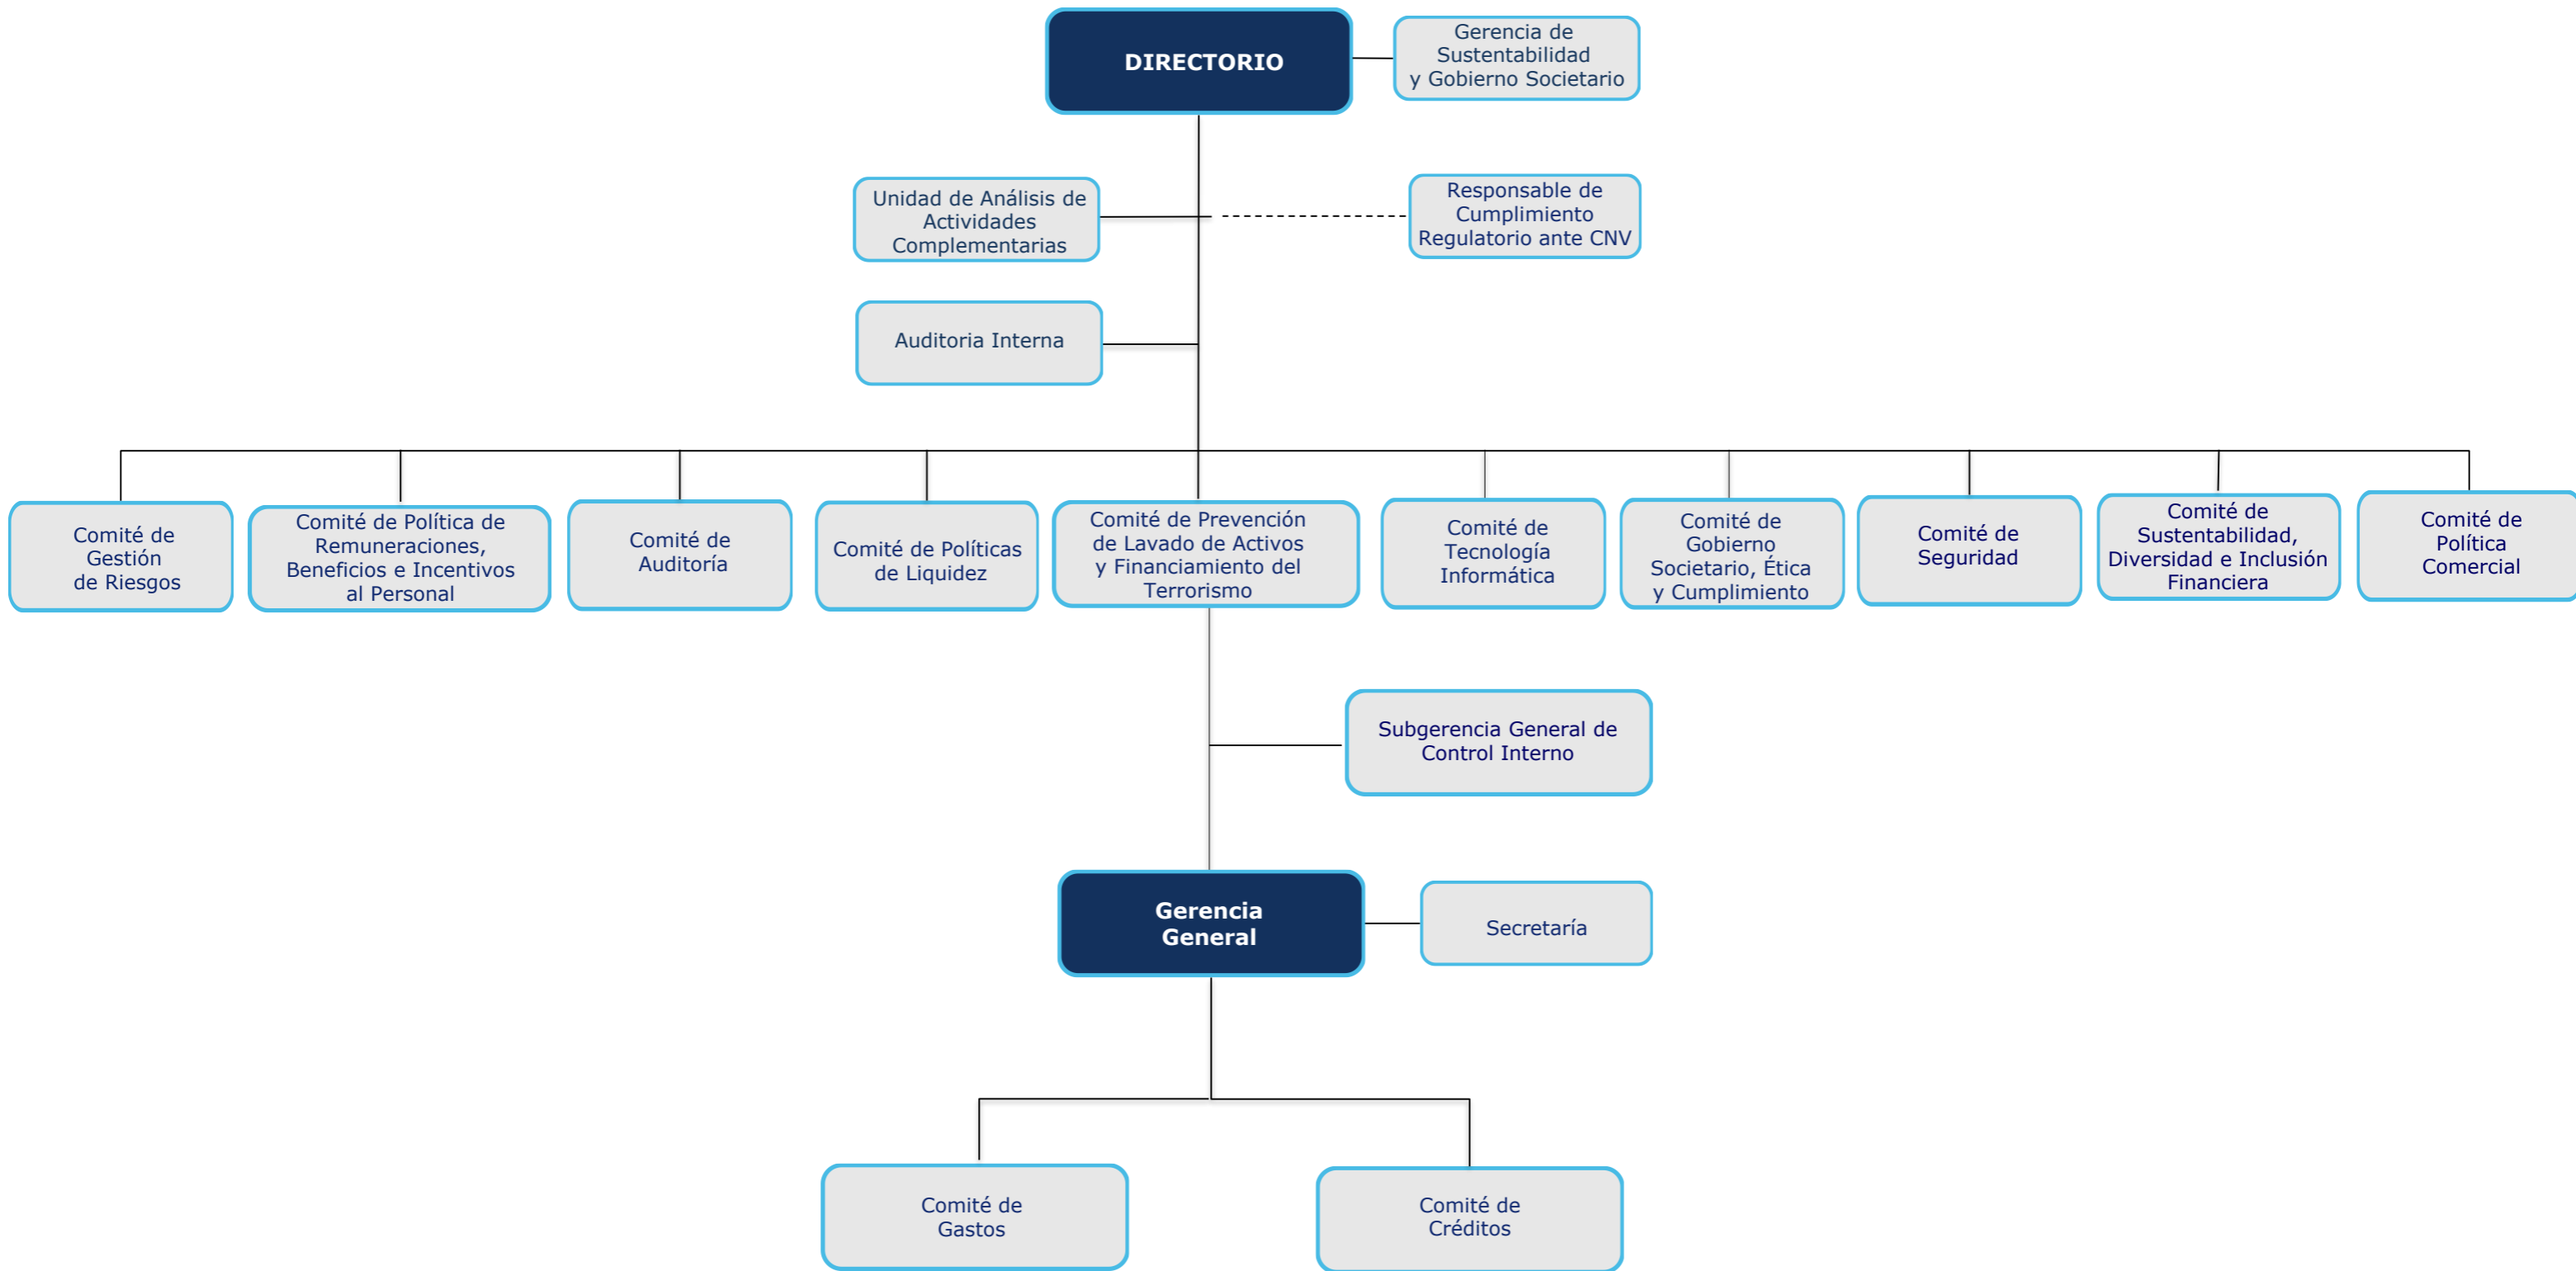 DIRECTORIO
Gerencia de
Sustentabilidad
y Gobierno Societario
Unidad de Análisis de
Actividades
Complementarias
Responsable de
Cumplimiento
Regulatorio ante CNV
Auditoria Interna
Comité de
Gestión
de Riesgos
Comité de Política de
Remuneraciones,
Beneficios e Incentivos
al Personal
Comité de
Auditoría
Comité de Políticas
de Liquidez
Comité de Prevención
de Lavado de Activos
y Financiamiento del
Terrorismo
Comité de
Tecnología
Informática
Comité de
Gobierno
Societario, Ética
y Cumplimiento
Comité de
Seguridad
Comité de
Sustentabilidad,
Diversidad e Inclusión
Financiera
Comité de
Política
Comercial
Subgerencia General de
Control Interno
Gerencia
General
Secretaría
Comité de
Gastos
Comité de
Créditos